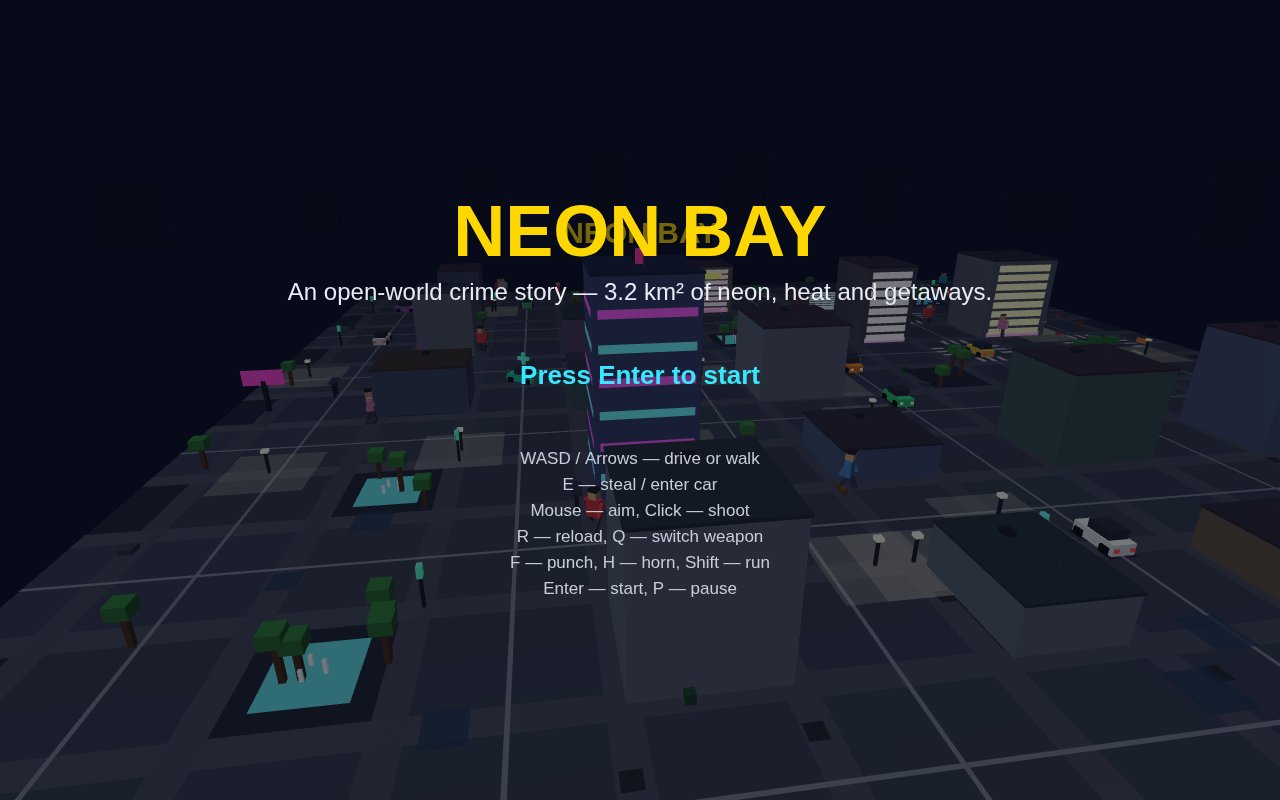 NEON BAY
NEON BAY
An open-world crime story — 3.2 km² of neon, heat and getaways.
Press Enter to start
WASD / Arrows — drive or walk
E — steal / enter car
Mouse — aim, Click — shoot
R — reload, Q — switch weapon
F — punch, H — horn, Shift — run
Enter — start, P — pause